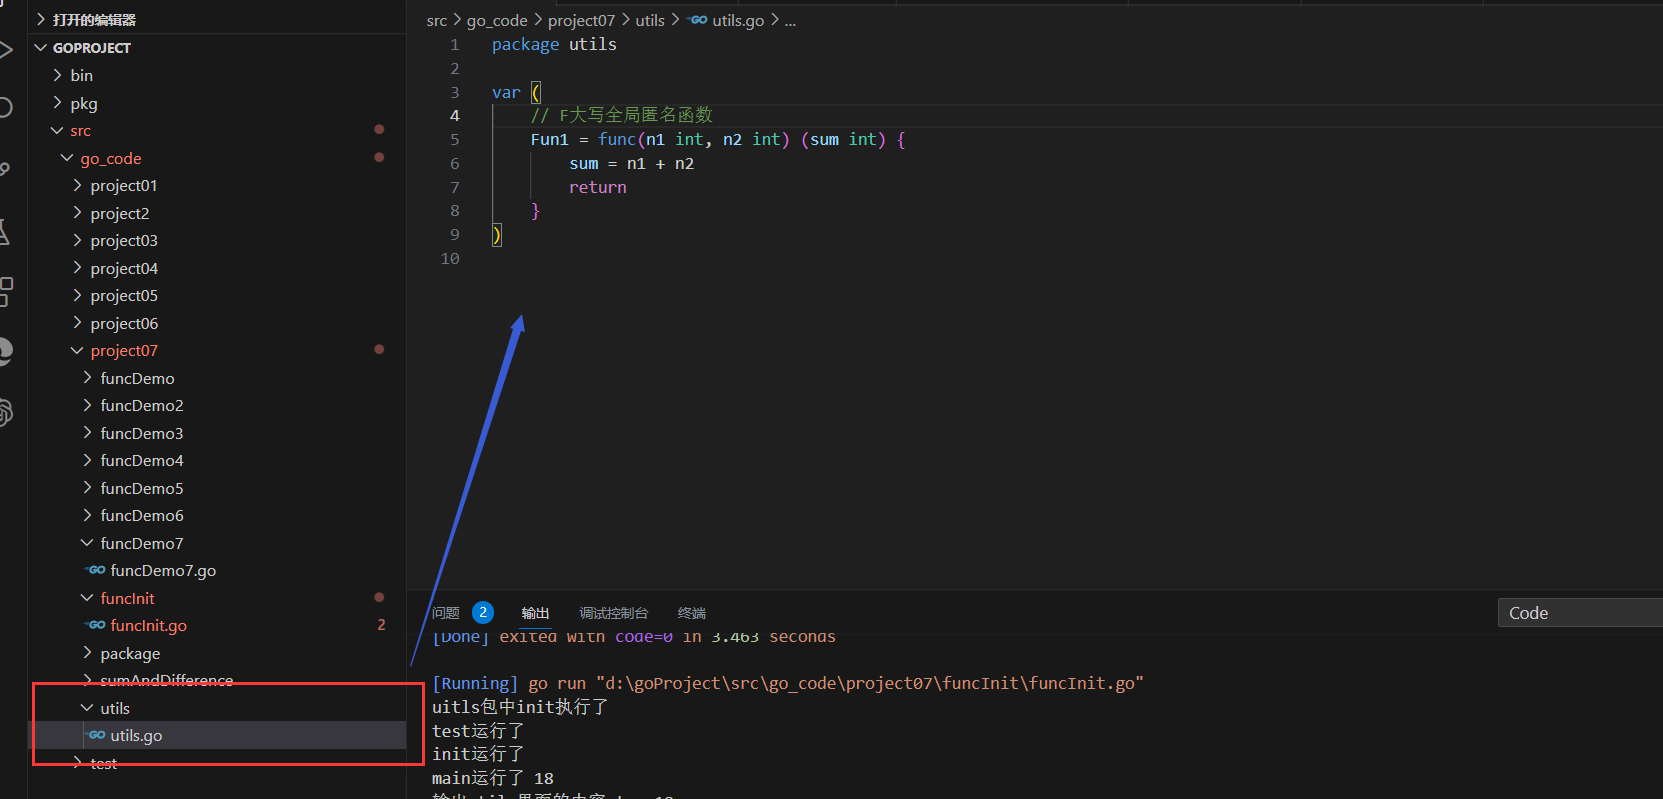 打开的编辑器
GOPROJECT
bin
pkg
src
go_code
project01
project2
project03
project04
project05
project06
project07
funcDemo
funcDemo2
funcDemo3
funcDemo4
funcDemo5
funcDemo6
funcDemo7
GO funcDemo7.go
funcInit
GO funcInit.go 2
package
sumAndDifference
utils
GO utils.go
test
src > go_code > project07 > utils > GO utils.go > ...
1 package utils
2
3 var (
4 // F大写全局匿名函数
5 Fun1 = func(n1 int, n2 int) (sum int) {
6 sum = n1 + n2
7 return
8 }
9 )
10
问题 2 输出 调试控制台 终端 Code
[Done] exited with code=0 in 3.463 seconds
[Running] go run "d:\goProject\src\go_code\project07\funcInit\funcInit.go"
uitls包中init执行了
test运行了
init运行了
main运行了 18